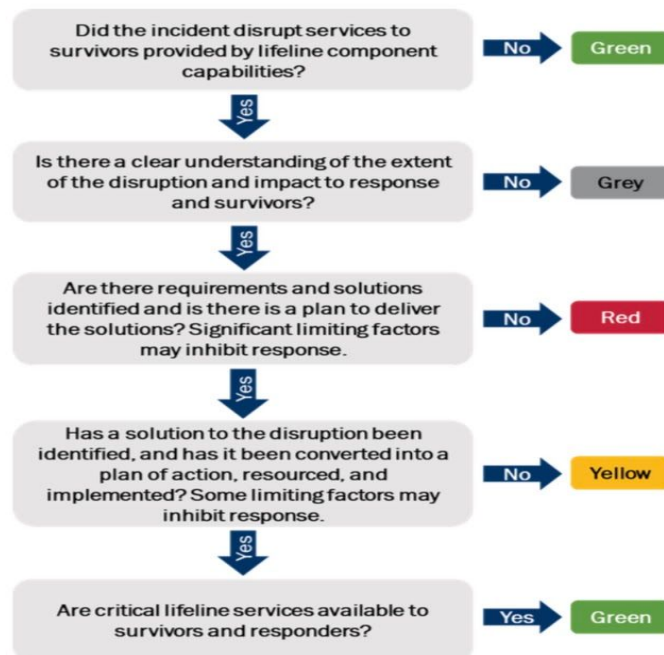 Did the incident disrupt services to
survivors provided by lifeline component
capabilities?
No
Green
Yes
Is there a clear understanding of the extent
of the disruption and impact to response
and survivors?
No
Grey
Yes
Are there requirements and solutions
identified and is there is a plan to deliver
the solutions? Significant limiting factors
may inhibit response.
No
Red
Yes
Has a solution to the disruption been
identified, and has it been converted into a
plan of action, resourced, and
implemented? Some limiting factors may
inhibit response.
No
Yellow
Yes
Are critical lifeline services available to
survivors and responders?
Yes
Green